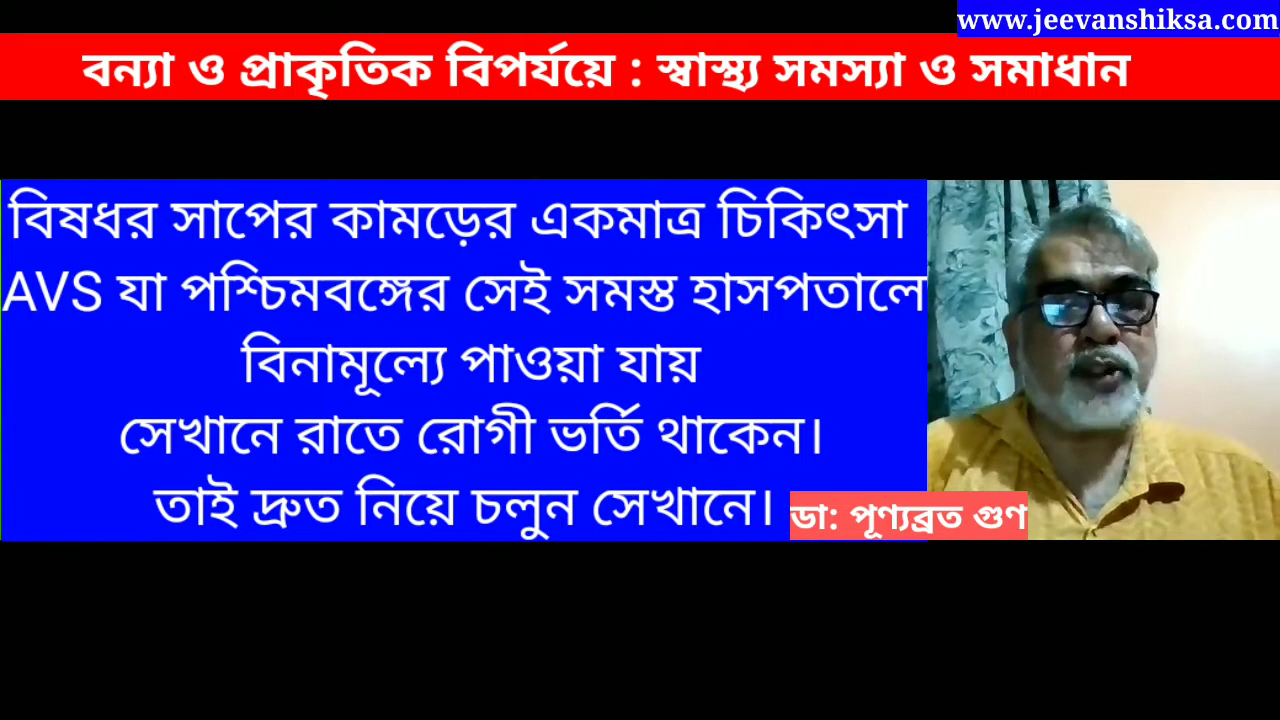 www.jeevanshiksa.com
বন্যা ও প্রাকৃতিক বিপর্যয়ে : স্বাস্থ্য সমস্যা ও সমাধান
বিষধর সাপের কামড়ের একমাত্র চিকিৎসা
AVS যা পশ্চিমবঙ্গের সেই সমস্ত হাসপতালে
বিনামূল্যে পাওয়া যায়
সেখানে রাতে রোগী ভর্তি থাকেন।
তাই দ্রুত নিয়ে চলুন সেখানে।
ডা: পূণ্যব্রত গুণ